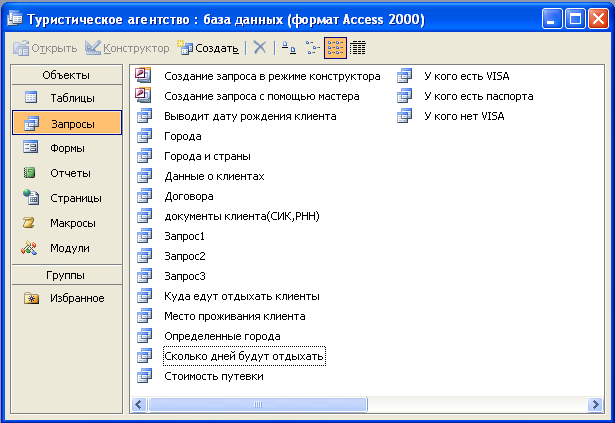 Туристическое агентство : база данных (формат Access 2000)
Открыть Конструктор Создать
Объекты
Таблицы
Запросы
Формы
Отчеты
Страницы
Макросы
Модули
Группы
Избранное
Создание запроса в режиме конструктора
Создание запроса с помощью мастера
Выводит дату рождения клиента
Города
Города и страны
Данные о клиентах
Договора
документы клиента(СИК,РНН)
Запрос1
Запрос2
Запрос3
Куда едут отдыхать клиенты
Место проживания клиента
Определенные города
Сколько дней будут отдыхать
Стоимость путевки
У кого есть VISA
У кого есть паспорта
У кого нет VISA